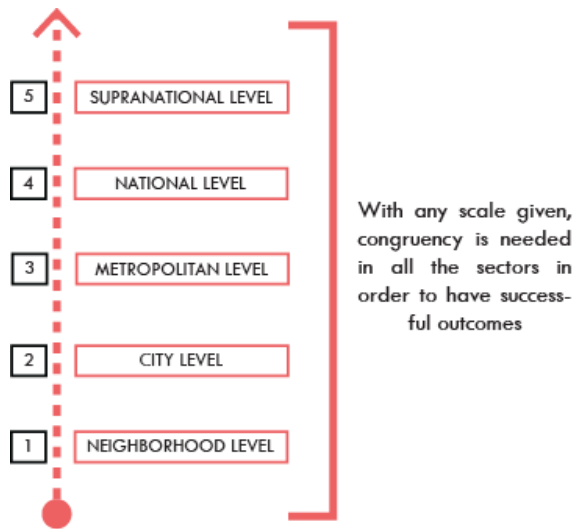 5
SUPRANATIONAL LEVEL
4
NATIONAL LEVEL
3
METROPOLITAN LEVEL
2
CITY LEVEL
1
NEIGHBORHOOD LEVEL
With any scale given,
congruency is needed
in all the sectors in
order to have success-
ful outcomes